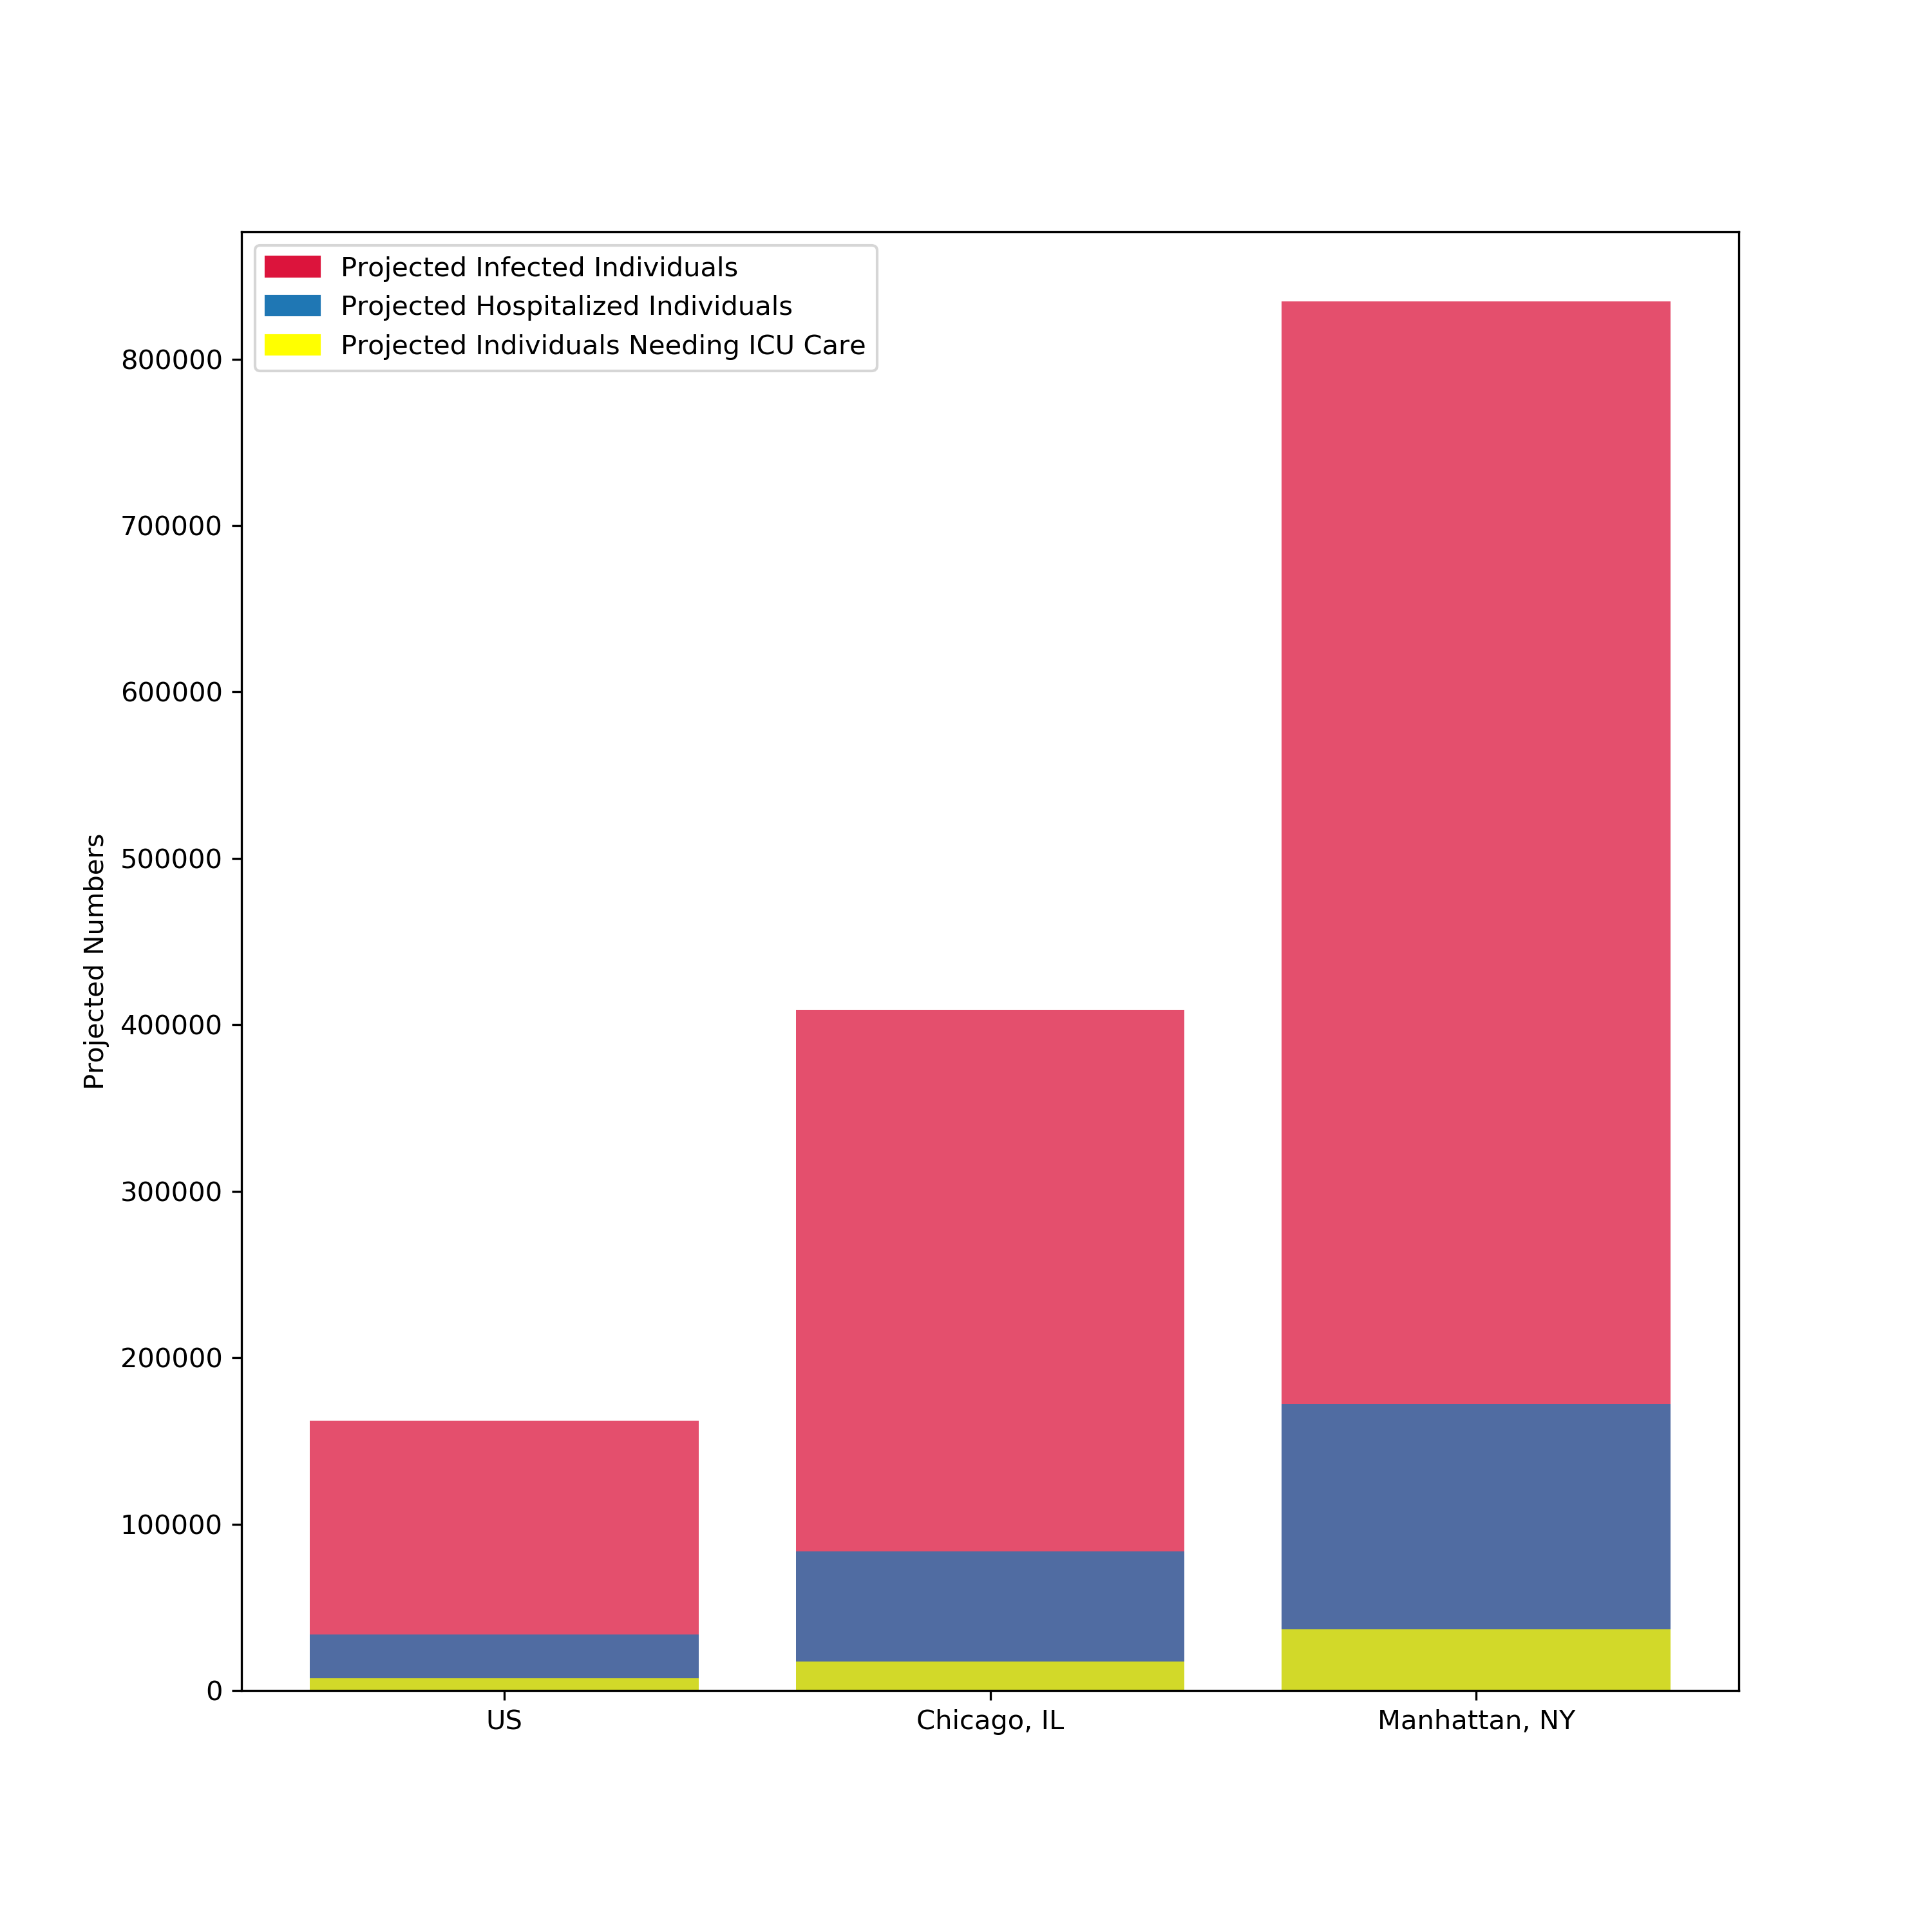 Projected Infected Individuals
Projected Hospitalized Individuals
Projected Individuals Needing ICU Care
800000
700000
600000
500000
400000
300000
200000
100000
0
Projected Numbers
US
Chicago, IL
Manhattan, NY